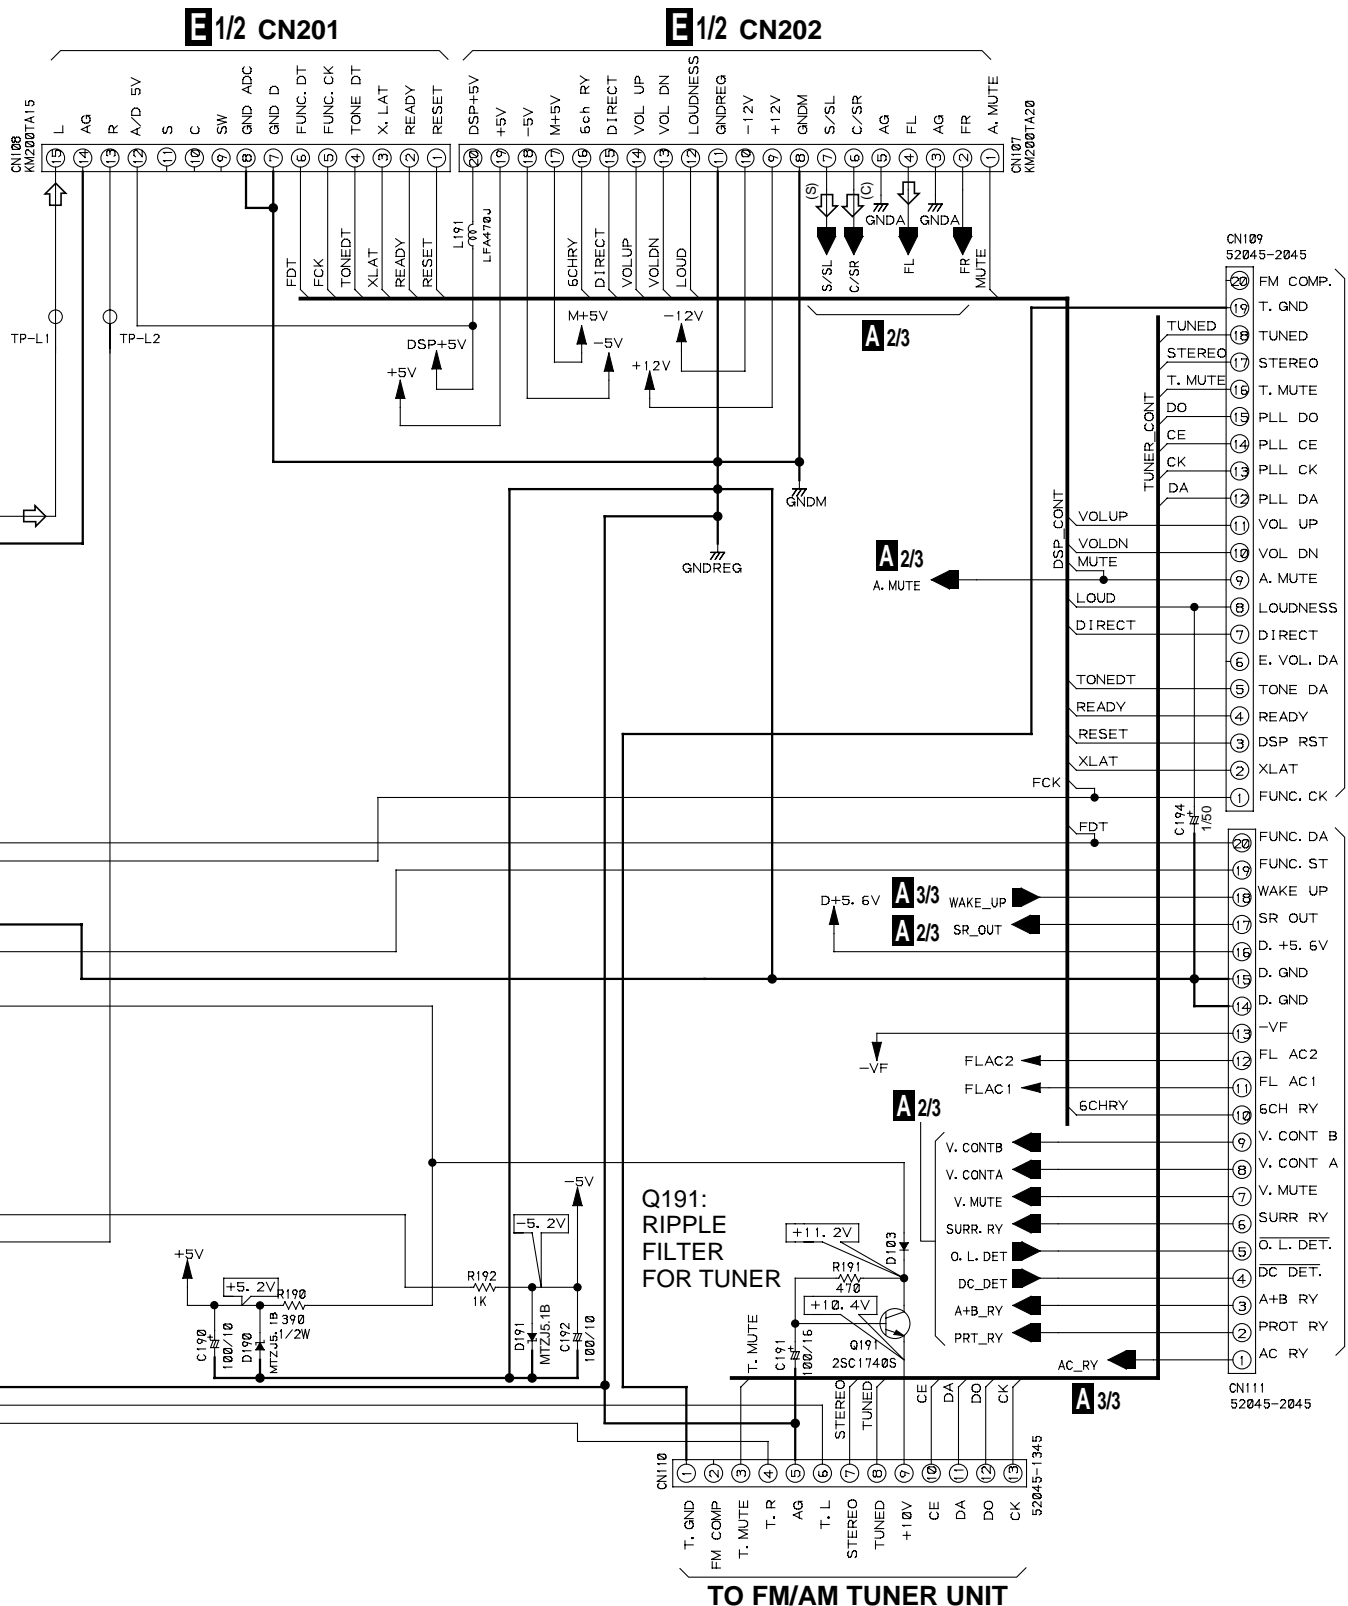 E 1/2 CN201
E 1/2 CN202
CN108
KM200TA15
L
AG
R
A/D 5V
S
C
SW
GND ADC
GND D
FUNC. DT
FUNC. CK
TONE DT
X. LAT
READY
RESET
15 14 13 12 11 10 9 8 7 6 5 4 3 2 1
DSP+5V
+5V
-5V
M+5V
6ch RY
DIRECT
VOL UP
VOL DN
LOUDNESS
GNDREG
-12V
+12V
GNDM
S/SL
C/SR
AG
FL
AG
FR
A. MUTE
20 19 18 17 16 15 14 13 12 11 10 9 8 7 6 5 4 3 2 1
CN107
KM200TA20
FDT
FCK
TONEDT
XLAT
READY
RESET
L191
LFA470J
6CHRY
DIRECT
VOLUP
VOLDN
LOUD
(S)
(C)
GNDA
GNDA
S/SL
C/SR
FL
FR
MUTE
TP-L1
TP-L2
DSP+5V
+5V
M+5V
-5V
-12V
+12V
A 2/3
GNDM
GNDREG
CN109
52045-2045
20 FM COMP.
19 T. GND
TUNED 18 TUNED
STEREO 17 STEREO
T. MUTE 16 T. MUTE
DO 15 PLL DO
CE 14 PLL CE
CK 13 PLL CK
DA 12 PLL DA
TUNER_CONT
DSP_CONT
VOLUP 11 VOL UP
VOLDN 10 VOL DN
MUTE 9 A. MUTE
A 2/3
A. MUTE
LOUD 8 LOUDNESS
DIRECT 7 DIRECT
6 E. VOL. DA
TONEDT 5 TONE DA
READY 4 READY
RESET 3 DSP RST
XLAT 2 XLAT
FCK 1 FUNC. CK
C194
1/50
FDT 20 FUNC. DA
19 FUNC. ST
D+5. 6V
A 3/3 WAKE_UP 18 WAKE UP
A 2/3 SR_OUT 17 SR OUT
16 D. +5. 6V
15 D. GND
14 D. GND
-VF 13 -VF
FLAC2 12 FL AC2
FLAC1 11 FL AC1
A 2/3
6CHRY 10 6CH RY
V. CONTB 9 V. CONT B
V. CONTA 8 V. CONT A
V. MUTE 7 V. MUTE
SURR. RY 6 SURR RY
O. L. DET 5 O. L. DET.
DC_DET 4 DC DET.
A+B_RY 3 A+B RY
PRT_RY 2 PROT RY
AC_RY 1 AC RY
A 3/3
CN111
52045-2045
+5V
+5. 2V
R190
390
1/2W
C190
100/10
D190
MTZJ5. 1B
R192
1K
-5. 2V
-5V
D191
MTZJ5.1B
C192
100/10
Q191:
RIPPLE
FILTER
FOR TUNER
+11. 2V
D103
R191
470
+10. 4V
Q191
2SC1740S
C191
100/16
T. MUTE
STEREO
TUNED
CE
DA
DO
CK
CN110
1 2 3 4 5 6 7 8 9 10 11 12 13
52045-1345
T. GND
FM COMP
T. MUTE
T. R
AG
T. L
STEREO
TUNED
+10V
CE
DA
DO
CK
TO FM/AM TUNER UNIT